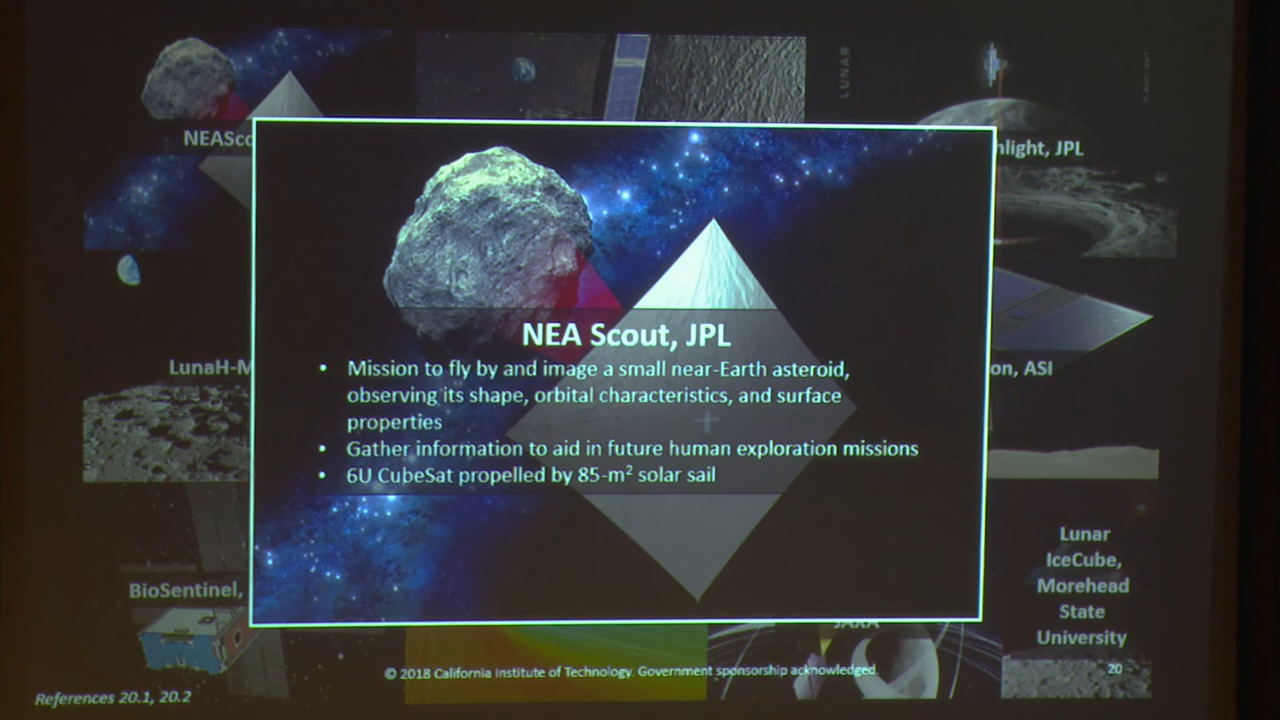 LUNAR
NEASco
nlight, JPL
NEA Scout, JPL
• Mission to fly by and image a small near-Earth asteroid,
observing its shape, orbital characteristics, and surface
properties
• Gather information to aid in future human exploration missions
• 6U CubeSat propelled by 85-m² solar sail
LunaH-M
on, ASI
BioSentinel,
Lunar
IceCube,
Morehead
State
University
JAXA
© 2018 California Institute of Technology. Government sponsorship acknowledged.
20
References 20.1, 20.2